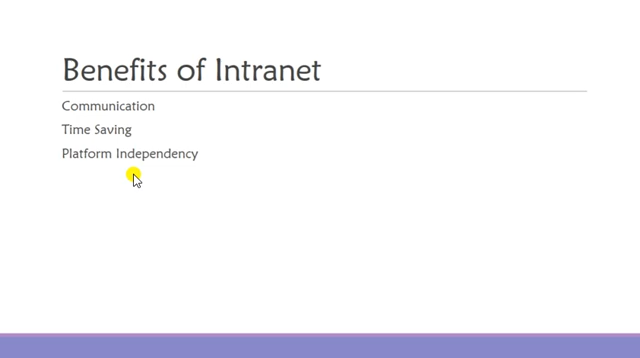 Benefits of Intranet
Communication
Time Saving
Platform Independency